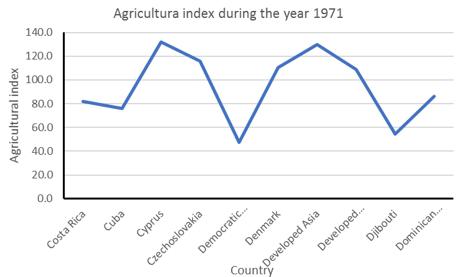 Agricultura index during the year 1971
Agricultural index
140.0
120.0
100.0
80.0
60.0
40.0
20.0
0.0
Costa Rica
Cuba
Cyprus
Czechoslovakia
Democratic...
Denmark
Developed Asia
Developed...
Djibouti
Dominican...
Country